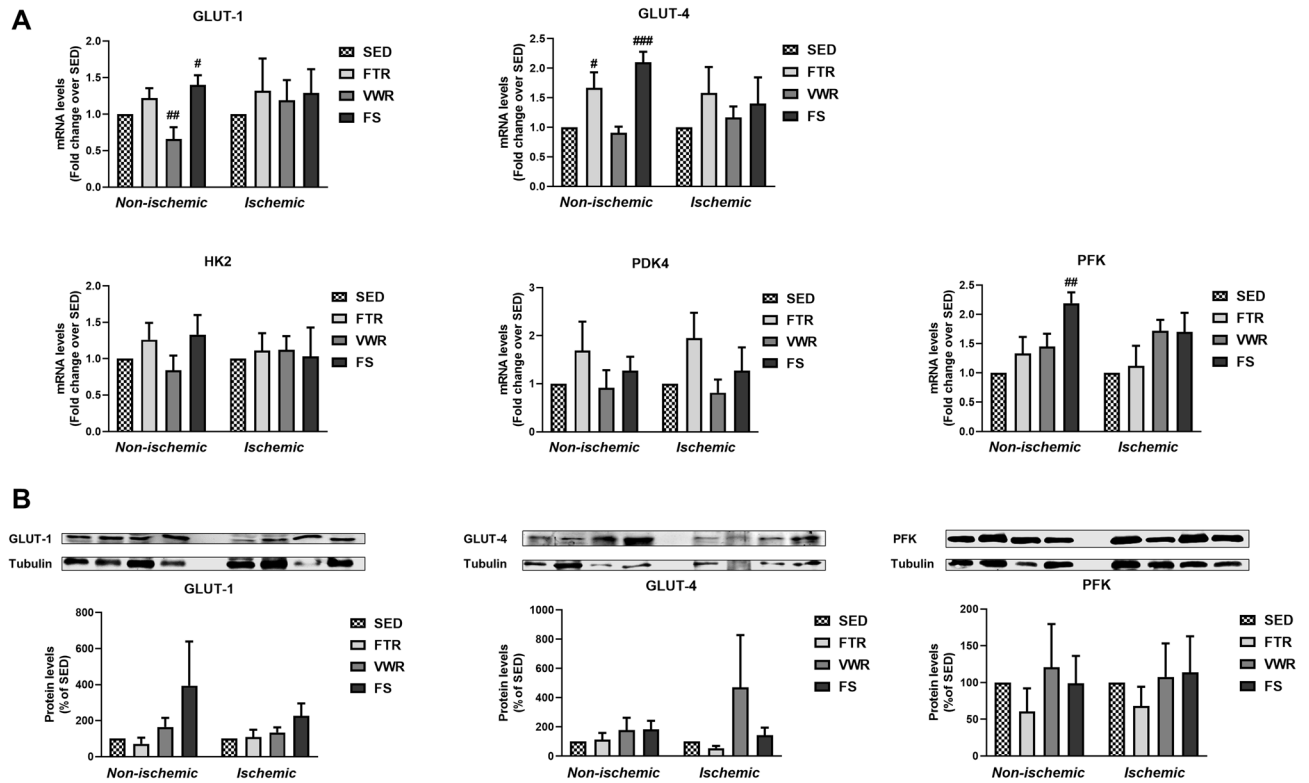 A
GLUT-1
mRNA levels
(Fold change over SED)
2.0
1.5
1.0
0.5
0.0
##
#
Non-ischemic
Ischemic
SED
FTR
VWR
FS
GLUT-4
mRNA levels
(Fold change over SED)
2.5
2.0
1.5
1.0
0.5
0.0
#
###
Non-ischemic
Ischemic
SED
FTR
VWR
FS
HK2
mRNA levels
(Fold change over SED)
2.0
1.5
1.0
0.5
0.0
Non-ischemic
Ischemic
SED
FTR
VWR
FS
PDK4
mRNA levels
(Fold change over SED)
3
2
1
0
Non-ischemic
Ischemic
SED
FTR
VWR
FS
PFK
mRNA levels
(Fold change over SED)
2.5
2.0
1.5
1.0
0.5
0.0
##
Non-ischemic
Ischemic
SED
FTR
VWR
FS
B
GLUT-1
Tubulin
GLUT-1
Protein levels
(% of SED)
800
600
400
200
0
Non-ischemic
Ischemic
SED
FTR
VWR
FS
GLUT-4
Tubulin
GLUT-4
Protein levels
(% of SED)
1000
800
600
400
200
0
Non-ischemic
Ischemic
SED
FTR
VWR
FS
PFK
Tubulin
PFK
Protein levels
(% of SED)
200
150
100
50
0
Non-ischemic
Ischemic
SED
FTR
VWR
FS